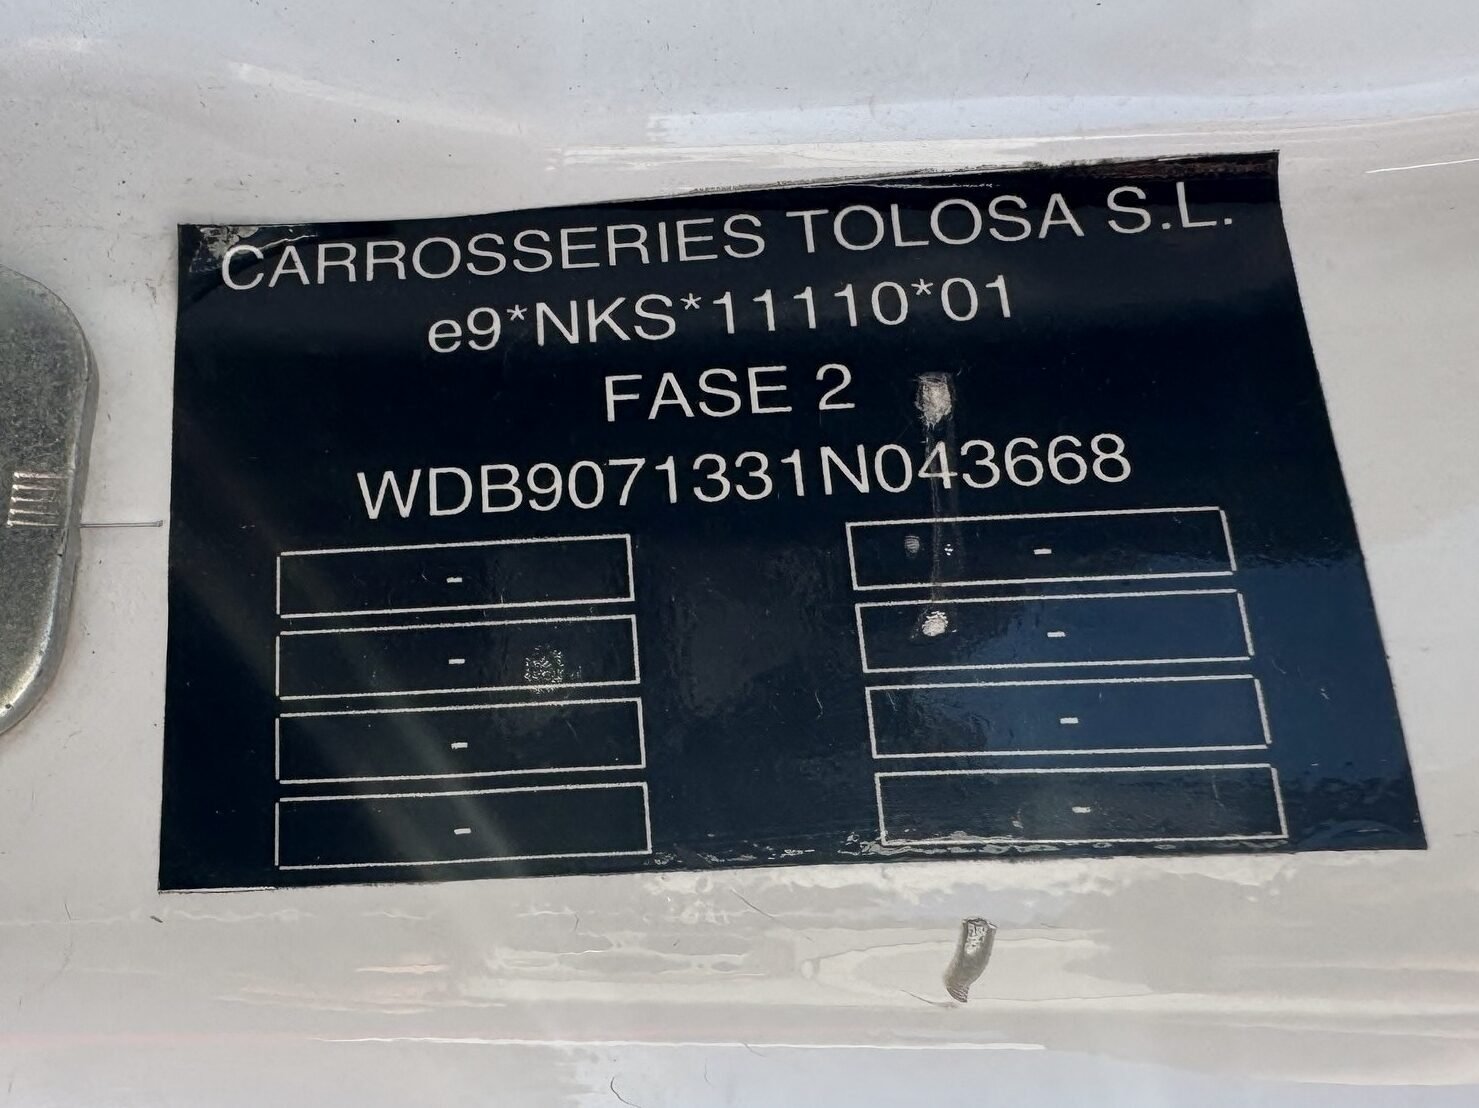 CARROSSERIES TOLOSA S.L.
e9*NKS*11110*01
FASE 2
WDB9071331N043668
- -
- -
- -
- -